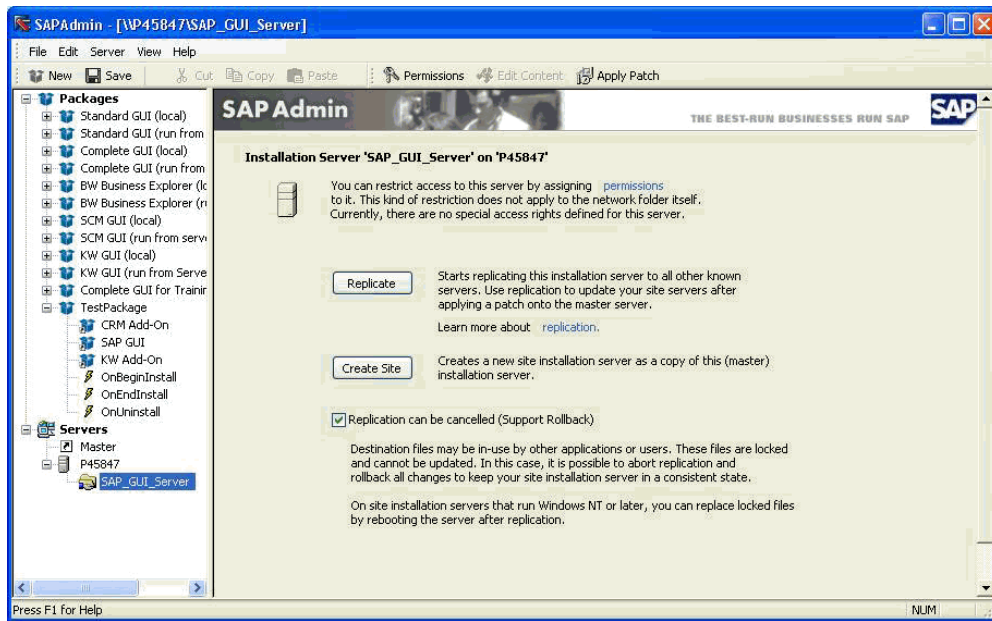 SAPAdmin - [\\P45847\SAP_GUI_Server]
File Edit Server View Help
New Save Cut Copy Paste Permissions Edit Content Apply Patch
Packages
Standard GUI (local)
Standard GUI (run from
Complete GUI (local)
Complete GUI (run from
BW Business Explorer (lo
BW Business Explorer (ru
SCM GUI (local)
SCM GUI (run from serv
KW GUI (local)
KW GUI (run from Serve
Complete GUI for Trainin
TestPackage
CRM Add-On
SAP GUI
KW Add-On
OnBeginInstall
OnEndInstall
OnUninstall
Servers
Master
P45847
SAP_GUI_Server
SAP Admin
THE BEST-RUN BUSINESSES RUN SAP
SAP
Installation Server 'SAP_GUI_Server' on 'P45847'
You can restrict access to this server by assigning permissions
to it. This kind of restriction does not apply to the network folder itself.
Currently, there are no special access rights defined for this server.
Replicate
Starts replicating this installation server to all other known
servers. Use replication to update your site servers after
applying a patch onto the master server.
Learn more about replication.
Create Site
Creates a new site installation server as a copy of this (master)
installation server.
Replication can be cancelled (Support Rollback)
Destination files may be in-use by other applications or users. These files are locked
and cannot be updated. In this case, it is possible to abort replication and
rollback all changes to keep your site installation server in a consistent state.
On site installation servers that run Windows NT or later, you can replace locked files
by rebooting the server after replication.
Press F1 for Help
NUM